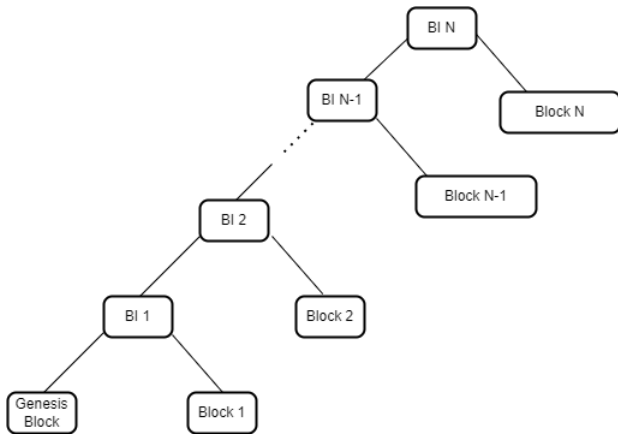 BI N
BI N-1
Block N
Block N-1
BI 2
BI 1
Block 2
Genesis
Block
Block 1